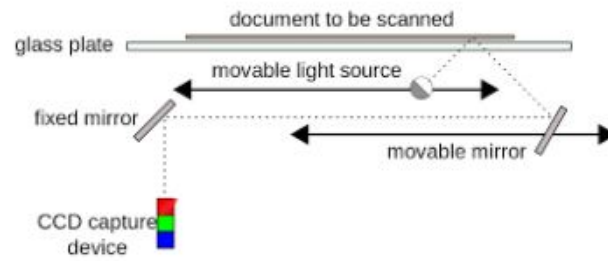 document to be scanned
glass plate
movable light source
fixed mirror
movable mirror
CCD capture
device